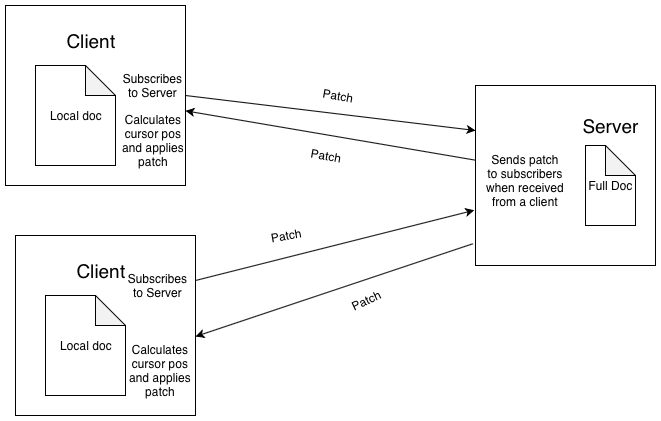 Client
Local doc
Subscribes
to Server
Calculates
cursor pos
and applies
patch
Patch
Patch
Server
Sends patch
to subscribers
when received
from a client
Full Doc
Patch
Patch
Client
Subscribes
to Server
Local doc
Calculates
cursor pos
and applies
patch